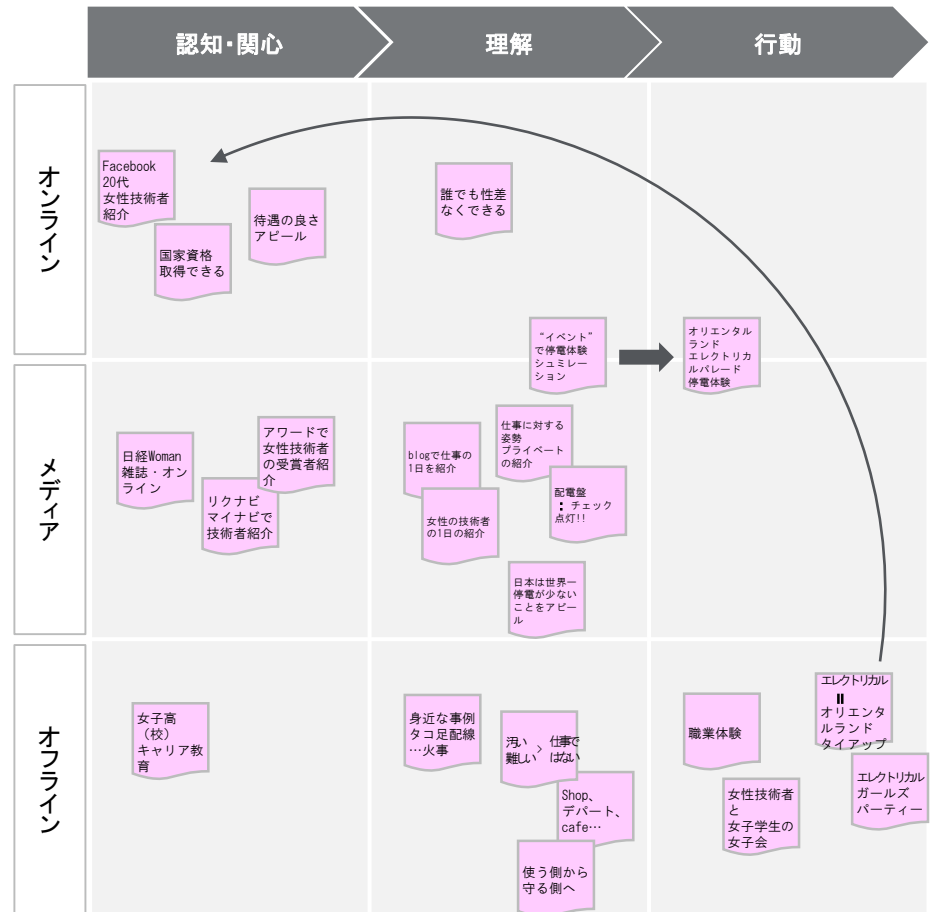 認知・関心
理解
行動
オンライン
Facebook
20代
女性技術者
紹介
国家資格
取得できる
待遇の良さ
アピール
誰でも性差
なくできる
“イベント”
で停電体験
シュミレー
ション
オリエンタル
ランド
エレクトリカ
ルパレード
停電体験
メディア
日経Woman
雑誌・オン
ライン
リクナビ
マイナビで
技術者紹介
アワードで
女性技術者
の受賞者紹
介
blogで仕事の
1日を紹介
仕事に対する
姿勢
プライベート
の紹介
女性の技術者
の1日の紹介
配電盤
：チェック
点灯!!
日本は世界一
停電が少ない
ことをアピー
ル
オフライン
女子高
（校）
キャリア教
育
身近な事例
タコ足配線
…火事
汚い
難しい
>
仕事で
はない
Shop、
デパート、
cafe…
使う側から
守る側へ
職業体験
女性技術者
と
女子学生の
女子会
エレクトリカル
＝
オリエンタ
ルランド
タイアップ
エレクトリカル
ガールズ
パーティー